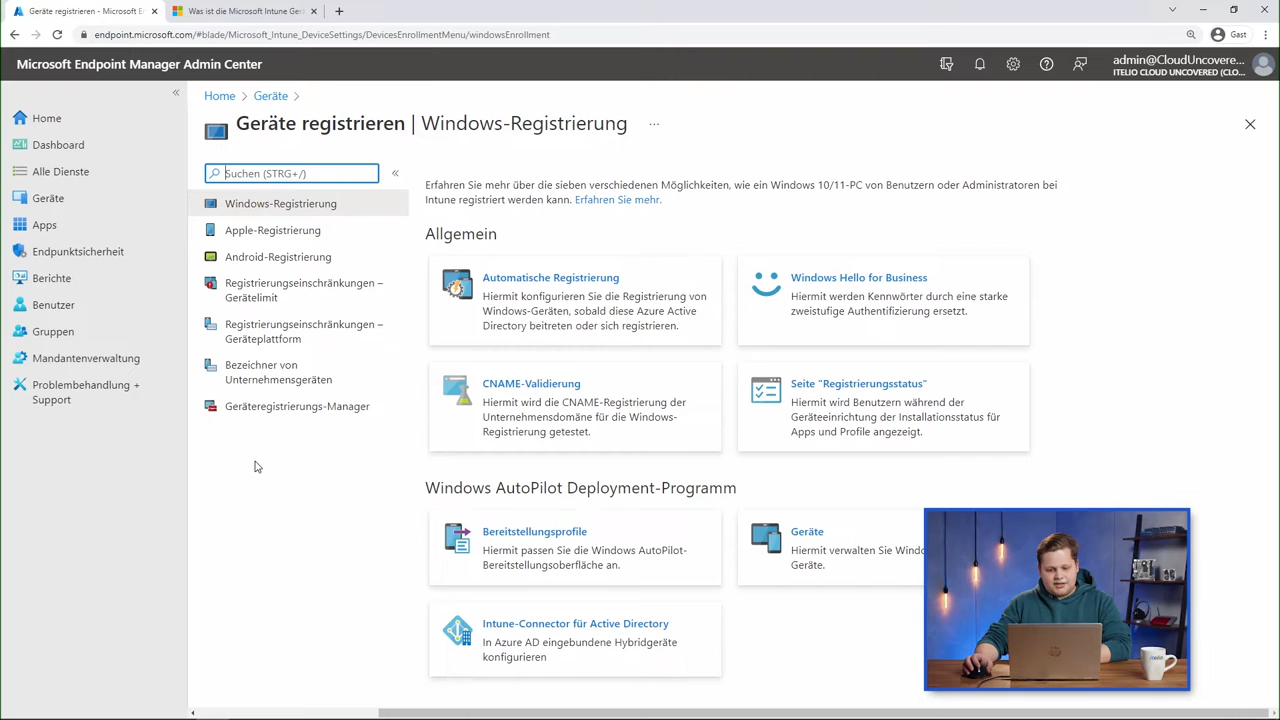 Geräte registrieren - Microsoft E
Was ist die Microsoft Intune Ger
endpoint.microsoft.com/#blade/Microsoft_Intune_DeviceSettings/DevicesEnrollmentMenu/windowsEnrollment
Gast
Microsoft Endpoint Manager Admin Center
admin@CloudUncovere...
ITELIO CLOUD UNCOVERED (CLO...
Home
Dashboard
Alle Dienste
Geräte
Apps
Endpunktsicherheit
Berichte
Benutzer
Gruppen
Mandantenverwaltung
Problembehandlung +
Support
Home > Geräte >
Geräte registrieren | Windows-Registrierung ...
Suchen (STRG+/)
Windows-Registrierung
Apple-Registrierung
Android-Registrierung
Registrierungseinschränkungen –
Gerätelimit
Registrierungseinschränkungen –
Geräteplattform
Bezeichner von
Unternehmensgeräten
Geräteregistrierungs-Manager
Erfahren Sie mehr über die sieben verschiedenen Möglichkeiten, wie ein Windows 10/11-PC von Benutzern oder Administratoren bei
Intune registriert werden kann. Erfahren Sie mehr.
Allgemein
Automatische Registrierung
Hiermit konfigurieren Sie die Registrierung von
Windows-Geräten, sobald diese Azure Active
Directory beitreten oder sich registrieren.
Windows Hello for Business
Hiermit werden Kennwörter durch eine starke
zweistufige Authentifizierung ersetzt.
CNAME-Validierung
Hiermit wird die CNAME-Registrierung der
Unternehmensdomäne für die Windows-
Registrierung getestet.
Seite "Registrierungsstatus"
Hiermit wird Benutzern während der
Geräteeinrichtung der Installationsstatus für
Apps und Profile angezeigt.
Windows AutoPilot Deployment-Programm
Bereitstellungsprofile
Hiermit passen Sie die Windows AutoPilot-
Bereitstellungsoberfläche an.
Geräte
Hiermit verwalten Sie Wind
Geräte.
Intune-Connector für Active Directory
In Azure AD eingebundene Hybridgeräte
konfigurieren